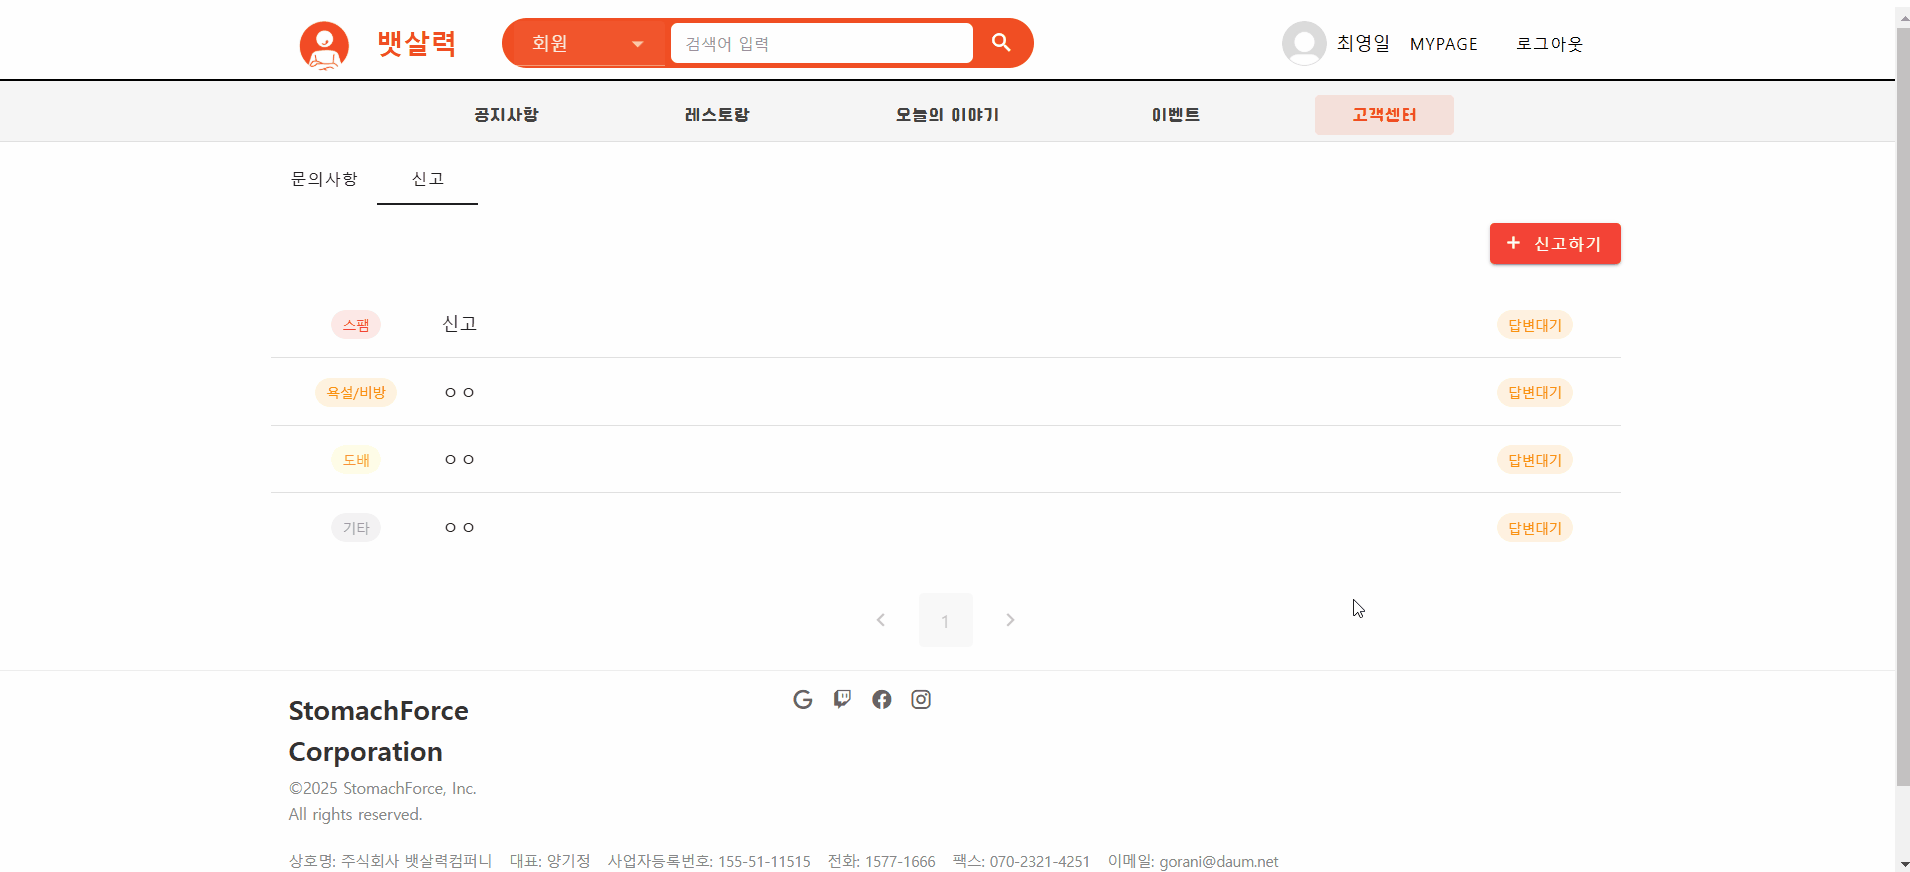 뱃살력 회원 검색어 입력 최영일 MYPAGE 로그아웃
공지사항 레스토랑 오늘의 이야기 이벤트 고객센터
문의사항 신고
+ 신고하기
스팸 신고 답변대기
욕설/비방 ㅇㅇ 답변대기
도배 ㅇㅇ 답변대기
기타 ㅇㅇ 답변대기
1
StomachForce
Corporation
©2025 StomachForce, Inc.
All rights reserved.
상호명: 주식회사 뱃살력컴퍼니 대표: 양기정 사업자등록번호: 155-51-11515 전화: 1577-1666 팩스: 070-2321-4251 이메일: gorani@daum.net